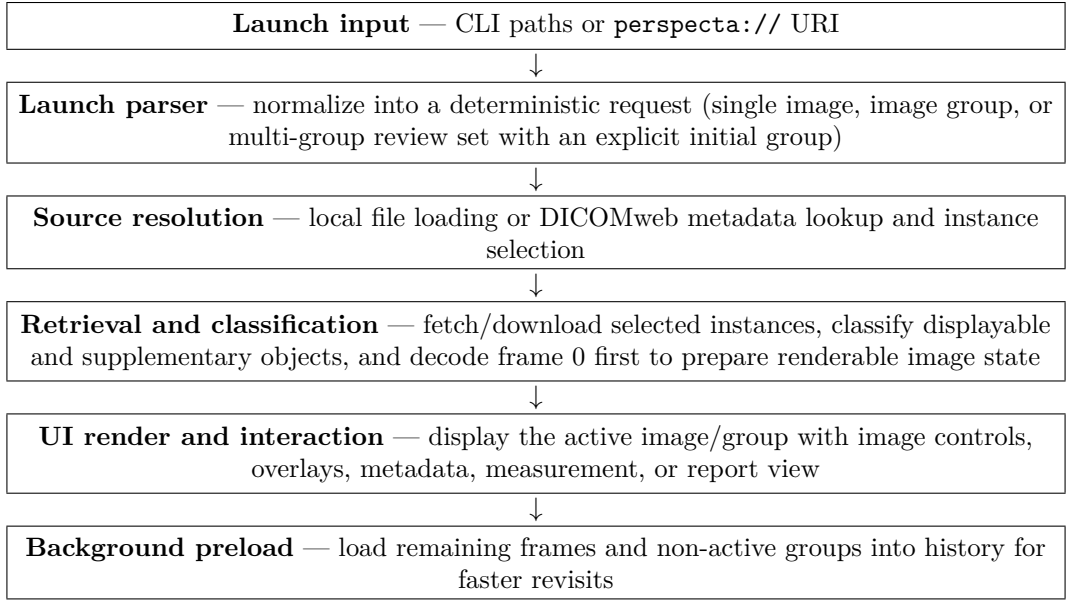 Launch input — CLI paths or perspecta:// URI
↓
Launch parser — normalize into a deterministic request (single image, image group, or
multi-group review set with an explicit initial group)
↓
Source resolution — local file loading or DICOMweb metadata lookup and instance
selection
↓
Retrieval and classification — fetch/download selected instances, classify displayable
and supplementary objects, and decode frame 0 first to prepare renderable image state
↓
UI render and interaction — display the active image/group with image controls,
overlays, metadata, measurement, or report view
↓
Background preload — load remaining frames and non-active groups into history for
faster revisits